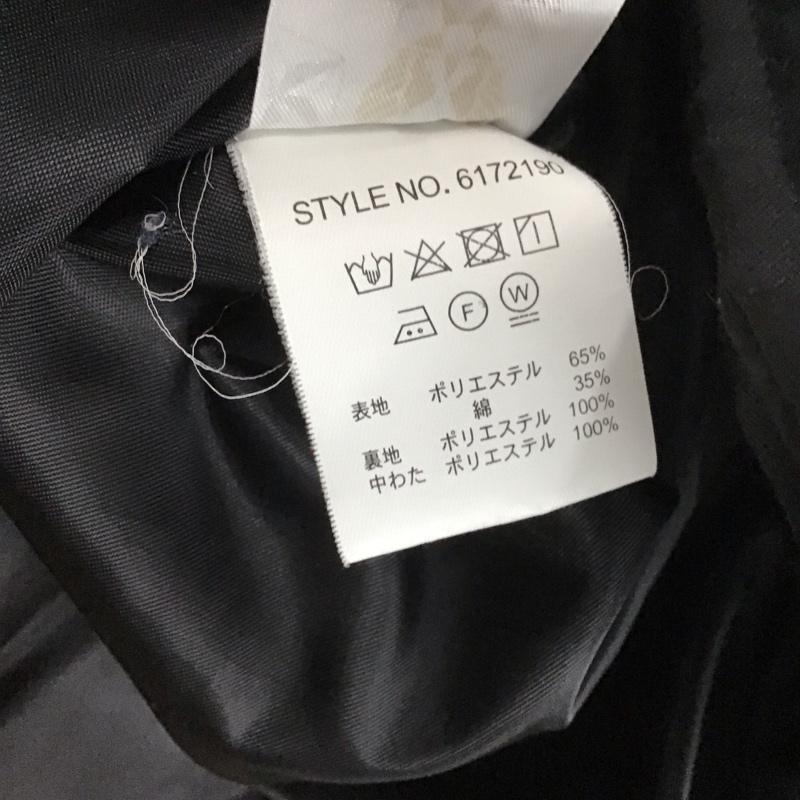 STYLE NO. 6172190
F W
表地 ポリエステル 65%
綿 35%
裏地 ポリエステル 100%
中わた ポリエステル 100%